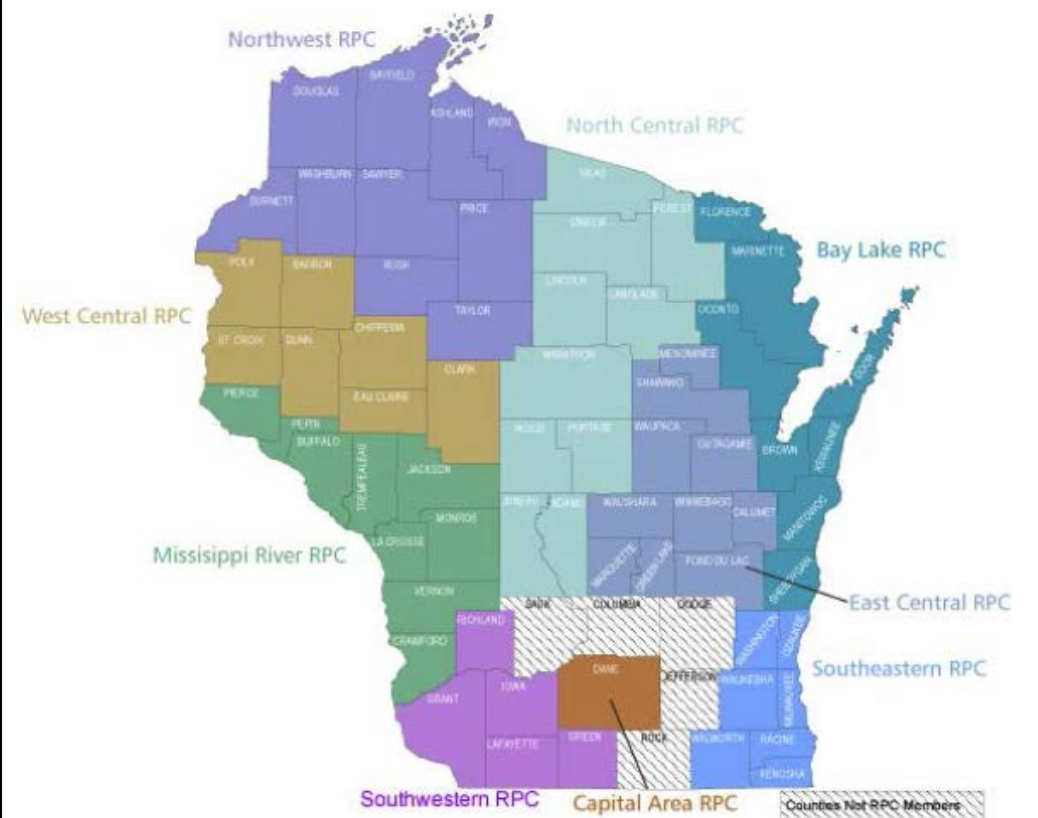 Northwest RPC
BAYFIELD
DOUGLAS
ASHLAND
IRON
North Central RPC
VILAS
WASHBURN
SAWYER
BURNETT
PRICE
ONEIDA
FOREST
FLORENCE
MARINETTE
Bay Lake RPC
POLK
BARRON
RUSK
LINCOLN
LANGLADE
OCONTO
TAYLOR
West Central RPC
CHIPPEWA
ST. CROIX
DUNN
MARATHON
MENOMINEE
DOOR
CLARK
SHAWANO
PIERCE
EAU CLAIRE
PEPIN
BUFFALO
WOOD
PORTAGE
WAUPACA
OUTAGAMIE
BROWN
KEWAUNEE
TREMPEALEAU
JACKSON
JUNEAU
ADAMS
WAUSHARA
WINNEBAGO
CALUMET
MANITOWOC
MONROE
LA CROSSE
Missisippi River RPC
MARQUETTE
GREEN LAKE
FOND DU LAC
SHEBOYGAN
VERNON
East Central RPC
SAUK
COLUMBIA
DODGE
RICHLAND
WASHINGTON
OZAUKEE
CRAWFORD
DANE
JEFFERSON
WAUKESHA
MILWAUKEE
Southeastern RPC
GRANT
IOWA
LAFAYETTE
GREEN
ROCK
WALWORTH
RACINE
KENOSHA
Southwestern RPC
Capital Area RPC
Counties Not RPC Members